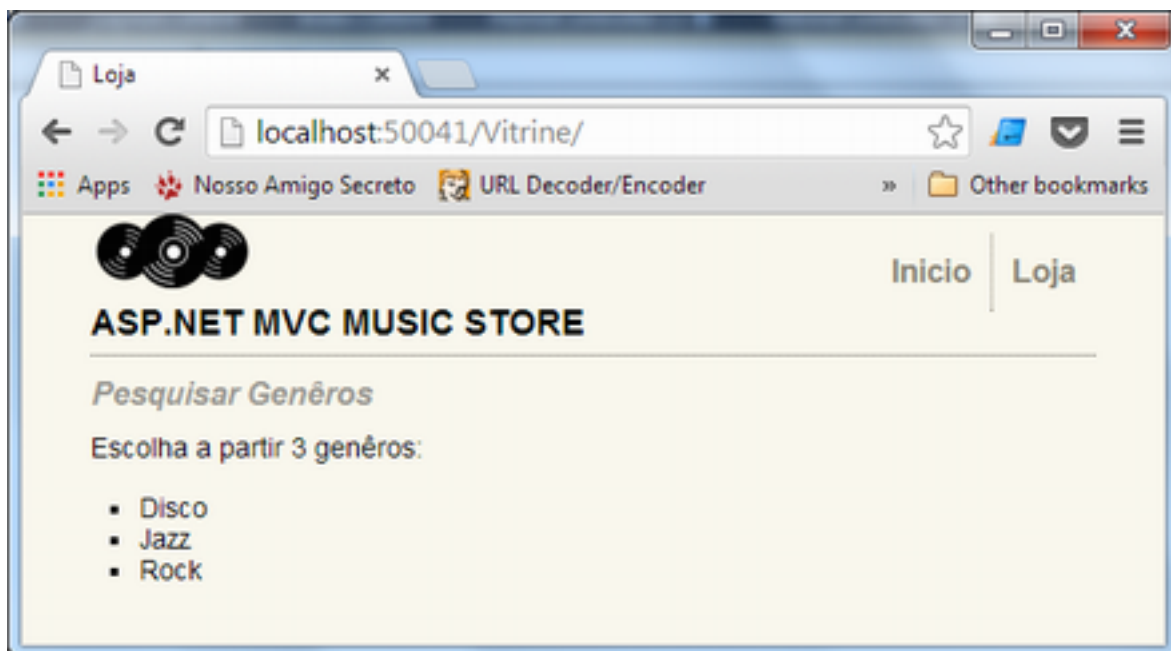 Loja
localhost:50041/Vitrine/
Apps Nosso Amigo Secreto URL Decoder/Encoder » Other bookmarks
Inicio Loja
ASP.NET MVC MUSIC STORE
Pesquisar Genêros
Escolha a partir 3 genêros:
Disco
Jazz
Rock